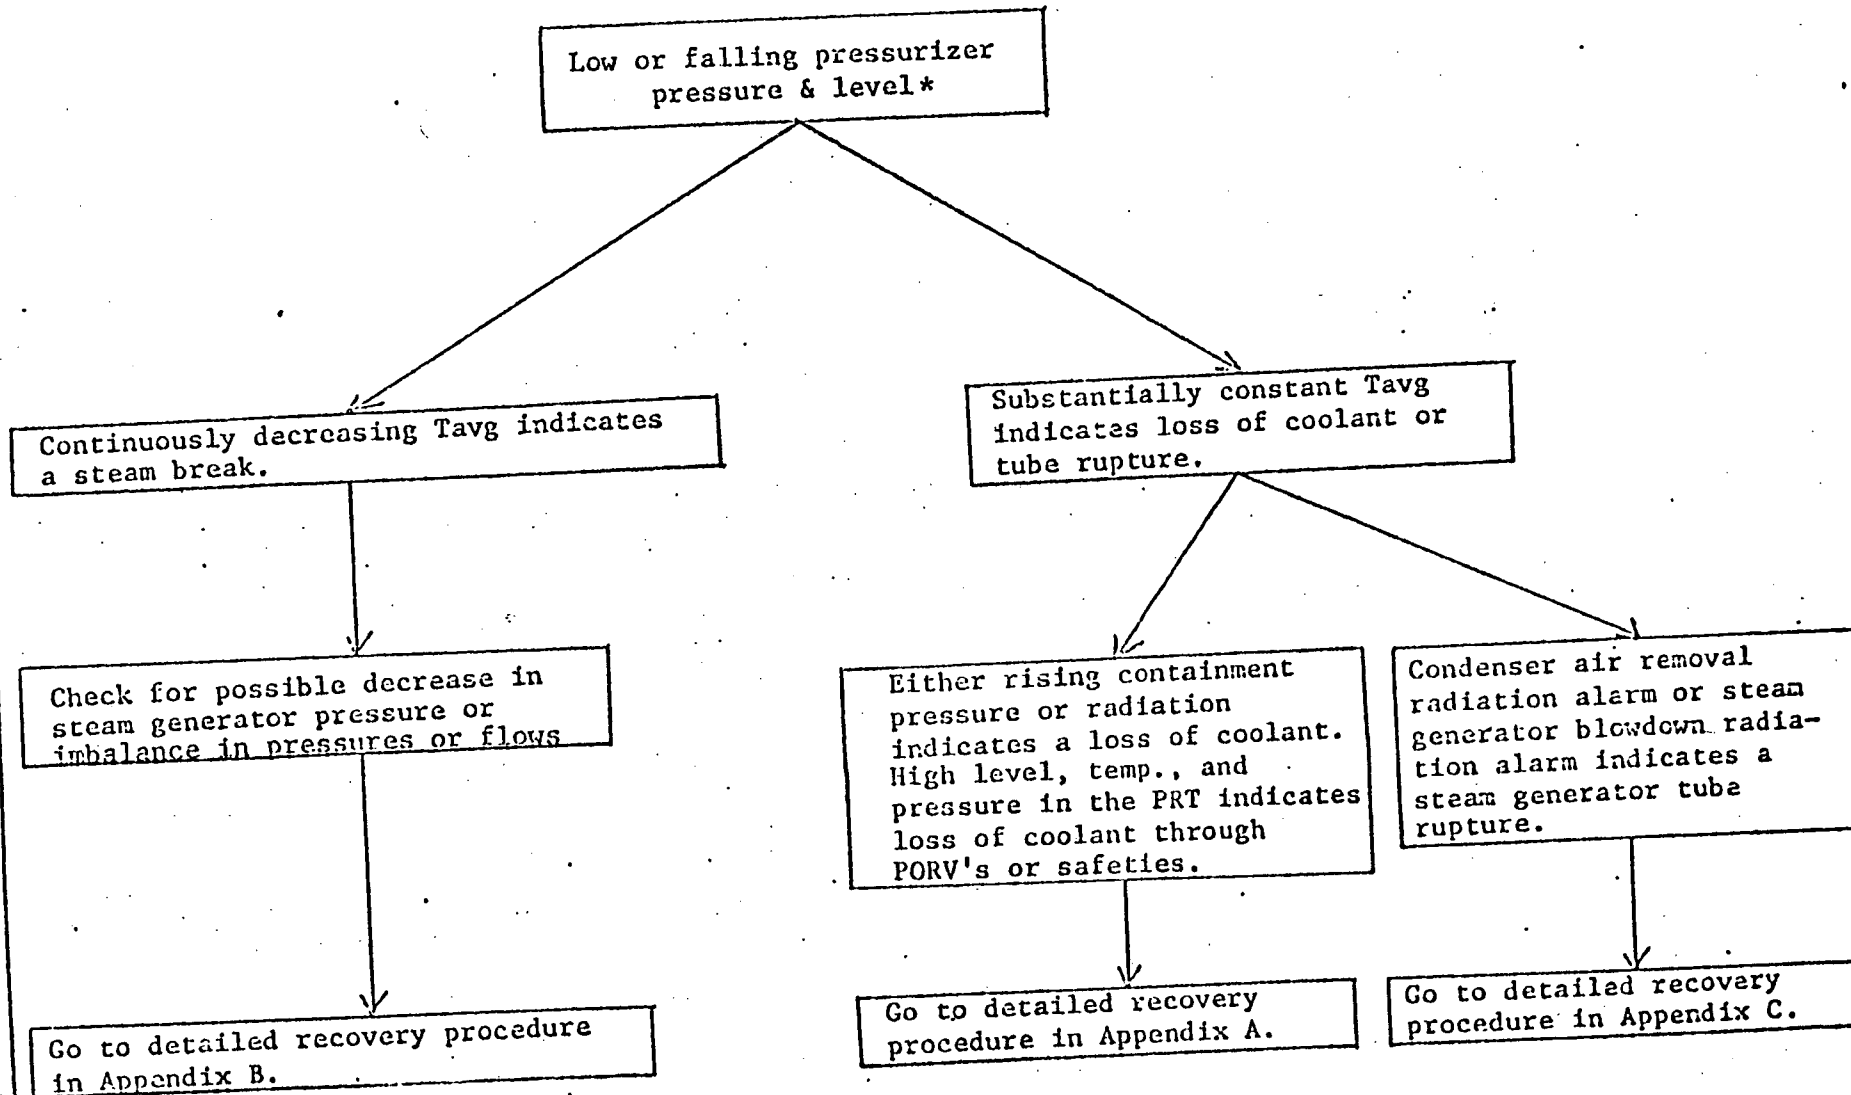 Low or falling pressurizer
pressure & level*
Continuously decreasing Tavg indicates
a steam break.
Substantially constant Tavg
indicates loss of coolant or
tube rupture.
Check for possible decrease in
steam generator pressure or
imbalance in pressures or flows
Either rising containment
pressure or radiation
indicates a loss of coolant.
High level, temp., and
pressure in the PRT indicates
loss of coolant through
PORV's or safeties.
Condenser air removal
radiation alarm or steam
generator blowdown radia-
tion alarm indicates a
steam generator tube
rupture.
Go to detailed recovery procedure
in Appendix B.
Go to detailed recovery
procedure in Appendix A.
Go to detailed recovery
procedure in Appendix C.